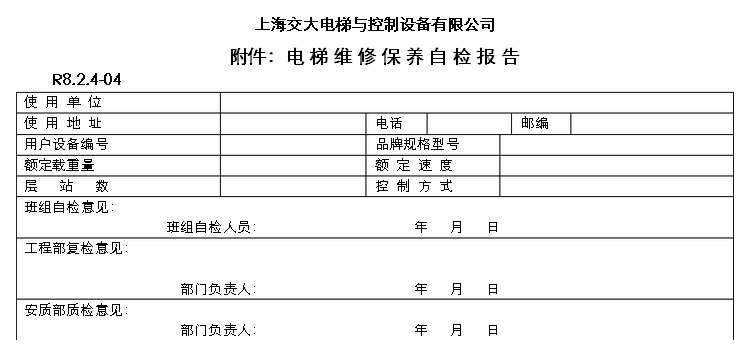 上海交大电梯与控制设备有限公司
附件：电梯维修保养自检报告
R8.2.4-04
使用单位
使用地址 电话 邮编
用户设备编号 品牌规格型号
额定载重量 额定速度
层站数 控制方式
班组自检意见：
班组自检人员： 年 月 日
工程部复检意见：
部门负责人： 年 月 日
安质部质检意见：
部门负责人： 年 月 日